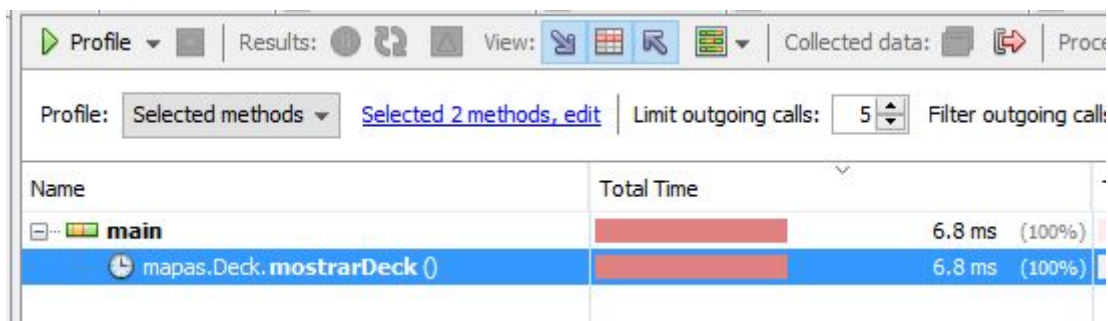 Profile Results: View: Collected data: Proce
Profile: Selected methods Selected 2 methods, edit Limit outgoing calls: 5 Filter outgoing calls
Name Total Time
main 6.8 ms (100%)
mapas.Deck.mostrarDeck () 6.8 ms (100%)